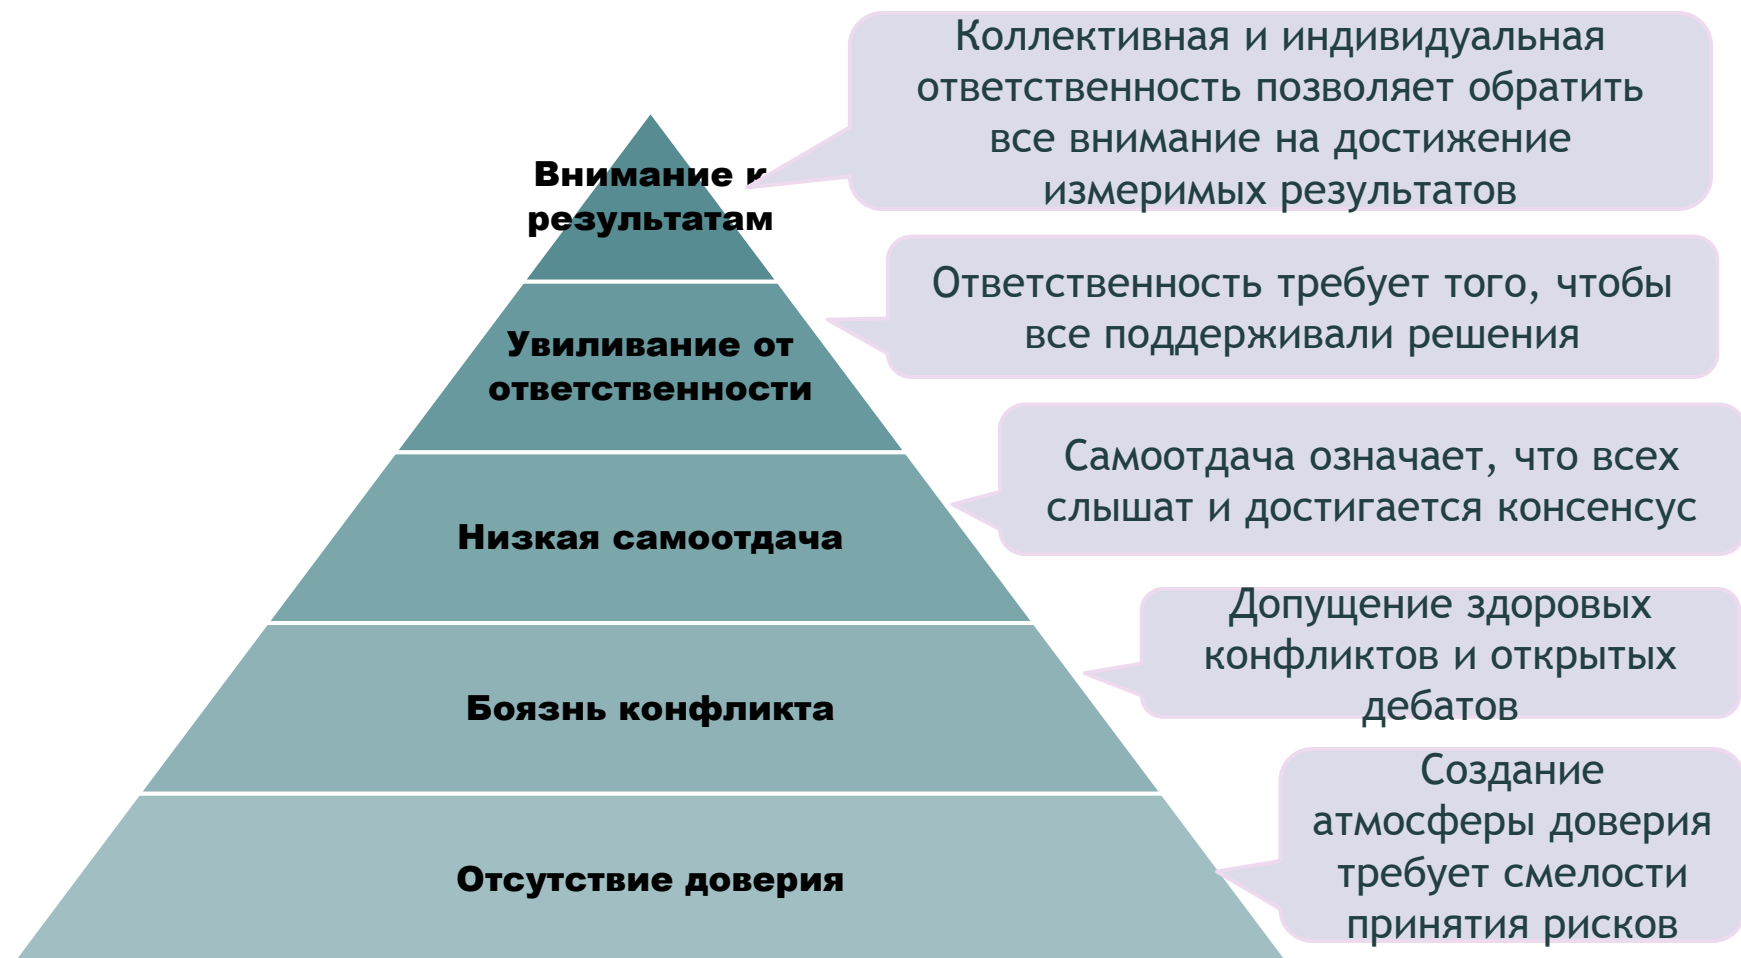 Коллективная и индивидуальная
ответственность позволяет обратить
все внимание на достижение
измеримых результатов
Внимание к
результатам
Ответственность требует того, чтобы
все поддерживали решения
Увиливание от
ответственности
Самоотдача означает, что всех
слышат и достигается консенсус
Низкая самоотдача
Допущение здоровых
конфликтов и открытых
дебатов
Боязнь конфликта
Создание
атмосферы доверия
требует смелости
принятия рисков
Отсутствие доверия